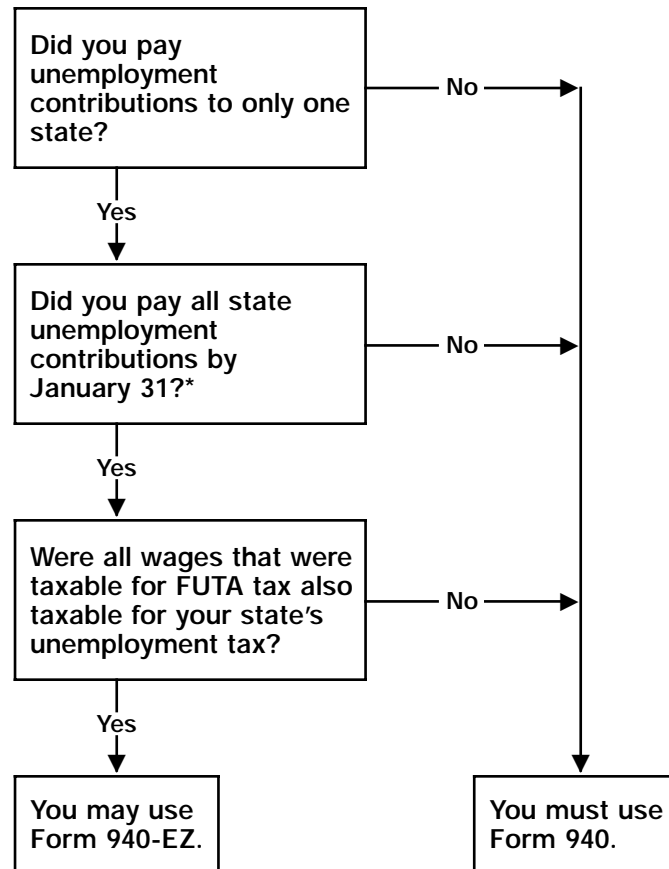 Did you pay
unemployment
contributions to only one
state?
No
Yes
Did you pay all state
unemployment
contributions by
January 31?*
No
Yes
Were all wages that were
taxable for FUTA tax also
taxable for your state's
unemployment tax?
No
Yes
You may use
Form 940-EZ.
You must use
Form 940.